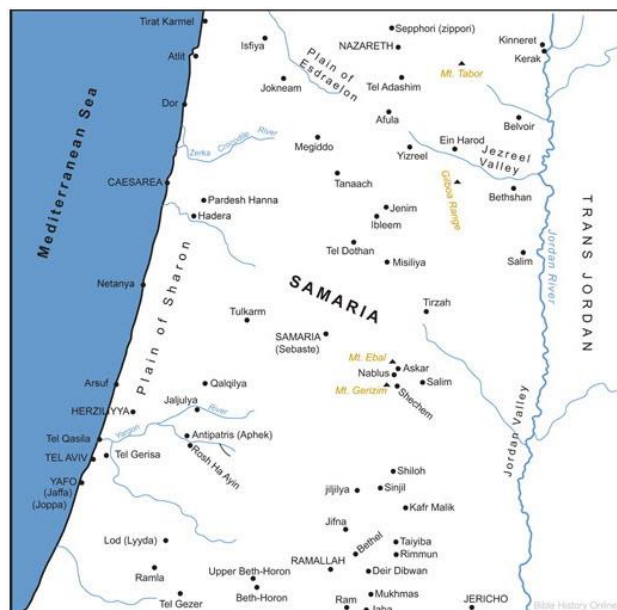 Tirat Karmel
Isfiya
Sepphori (zippori)
NAZARETH
Kinneret
Kerak
Plain of
Esdraelon
Mt. Tabor
Atlit
Jokneam
Tel Adashim
Dor
Afula
Belvoir
Zerka Crocodile River
Megiddo
Yizreel
Ein Harod
Jezreel
Valley
Tanaach
CAESAREA
Gilboa Range
Bethshan
Pardesh Hanna
Hadera
Jenim
Ibleem
Mediterranean Sea
TRANS JORDAN
Jordan River
Tel Dothan
Misiliya
Salim
Netanya
Plain of Sharon
SAMARIA
Tulkarm
Tirzah
SAMARIA
(Sebaste)
Mt. Ebal
Askar
Nablus
Salim
Mt. Gerizim
Shechem
Arsuf
Qalqilya
HERZILIYYA
Jaljulya
Yarqon River
Jordan Valley
Tel Qasila
Antipatris (Aphek)
TEL AVIV
Tel Gerisa
Rosh Ha Ayin
YAFO
(Jaffa)
(Joppa)
Shiloh
jiljilya
Sinjil
Kafr Malik
Jifna
Lod (Lyyda)
Bethel
Taiyiba
Rimmun
RAMALLAH
Deir Dibwan
Ramla
Upper Beth-Horon
Beth-Horon
Tel Gezer
Mukhmas
Ram
Jaba
JERICHO
Bible History Online